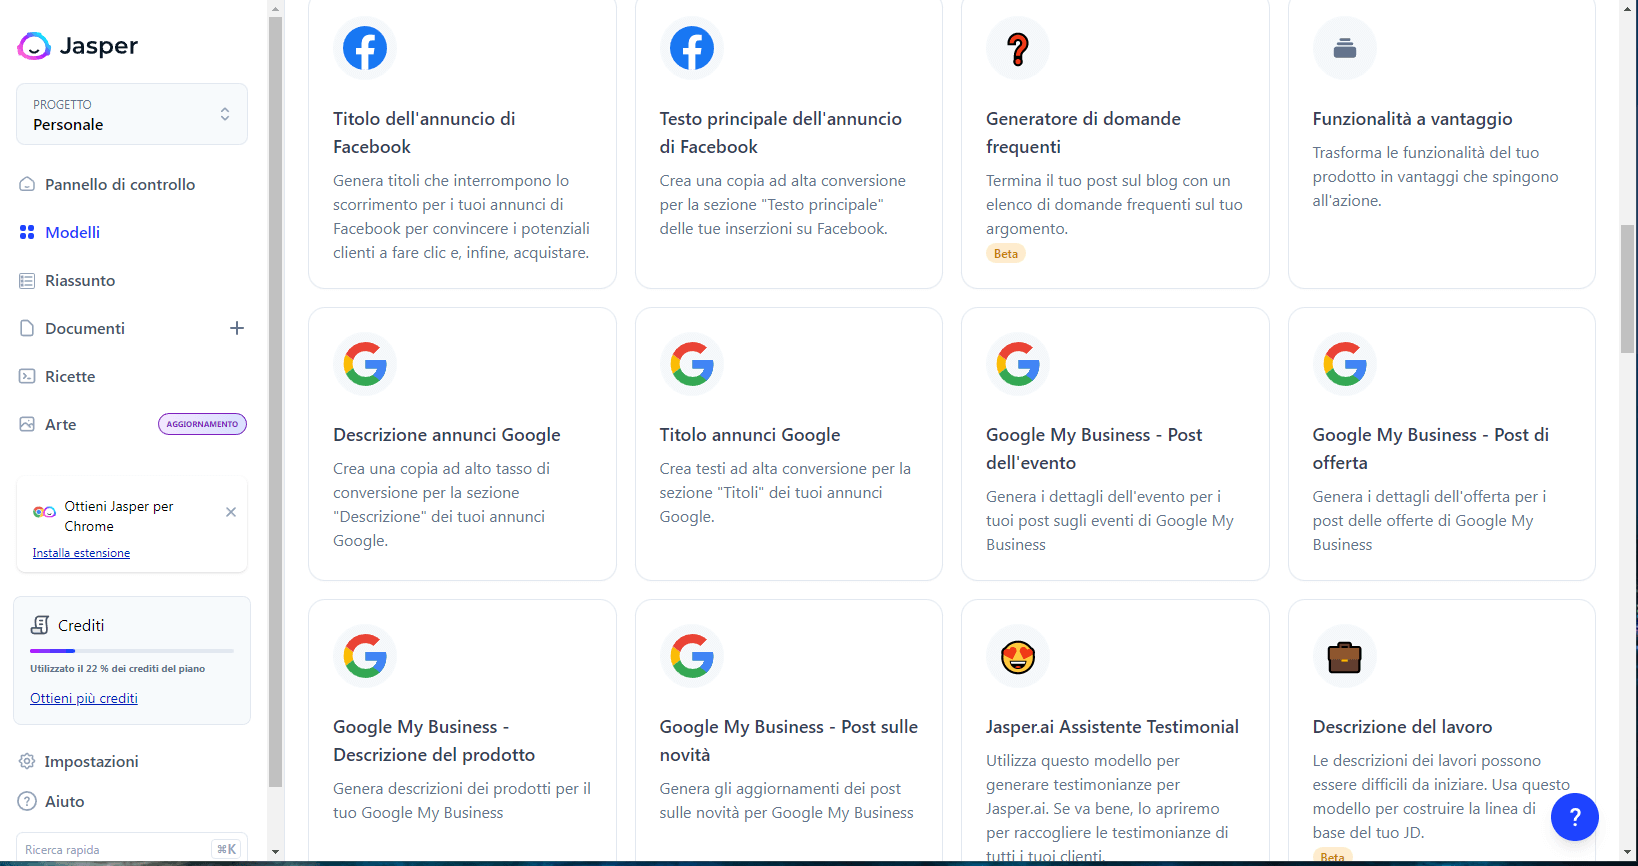 Jasper
PROGETTO
Personale
Pannello di controllo
Modelli
Riassunto
Documenti
Ricette
Arte
AGGIORNAMENTO
Ottieni Jasper per
Chrome
Installa estensione
Crediti
Utilizzato il 22 % dei crediti del piano
Ottieni più crediti
Impostazioni
Aiuto
Ricerca rapida
⌘K
Titolo dell'annuncio di
Facebook
Genera titoli che interrompono lo
scorrimento per i tuoi annunci di
Facebook per convincere i potenziali
clienti a fare clic e, infine, acquistare.
Testo principale dell'annuncio
di Facebook
Crea una copia ad alta conversione
per la sezione "Testo principale"
delle tue inserzioni su Facebook.
Generatore di domande
frequenti
Termina il tuo post sul blog con un
elenco di domande frequenti sul tuo
argomento.
Beta
Funzionalità a vantaggio
Trasforma le funzionalità del tuo
prodotto in vantaggi che spingono
all'azione.
Descrizione annunci Google
Crea una copia ad alto tasso di
conversione per la sezione
"Descrizione" dei tuoi annunci
Google.
Titolo annunci Google
Crea testi ad alta conversione per la
sezione "Titoli" dei tuoi annunci
Google.
Google My Business - Post
dell'evento
Genera i dettagli dell'evento per i
tuoi post sugli eventi di Google My
Business
Google My Business - Post di
offerta
Genera i dettagli dell'offerta per i
post delle offerte di Google My
Business
Google My Business -
Descrizione del prodotto
Genera descrizioni dei prodotti per il
tuo Google My Business
Google My Business - Post sulle
novità
Genera gli aggiornamenti dei post
sulle novità per Google My Business
Jasper.ai Assistente Testimonial
Utilizza questo modello per
generare testimonianze per
Jasper.ai. Se va bene, lo apriremo
per raccogliere le testimonianze di
tutti i tuoi clienti.
Descrizione del lavoro
Le descrizioni dei lavori possono
essere difficili da iniziare. Usa questo
modello per costruire la linea di
base del tuo JD.
Beta
?